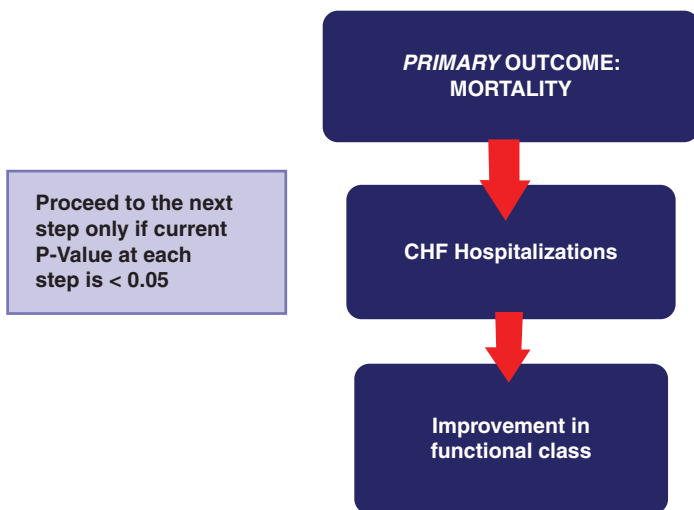 PRIMARY OUTCOME:
MORTALITY
Proceed to the next
step only if current
P-Value at each
step is < 0.05
CHF Hospitalizations
Improvement in
functional class